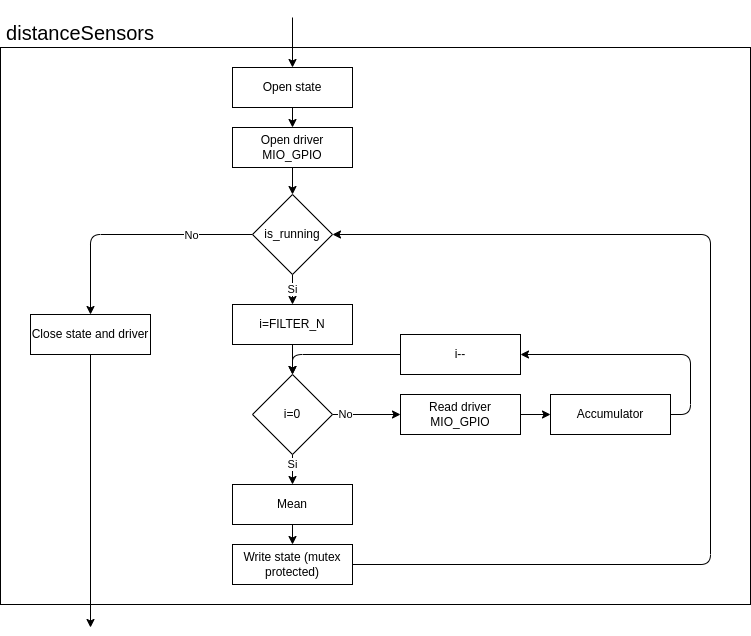 distanceSensors
Open state
Open driver
MIO_GPIO
is_running
No
Si
Close state and driver
i=FILTER_N
i--
i=0
No
Read driver
MIO_GPIO
Accumulator
Si
Mean
Write state (mutex
protected)